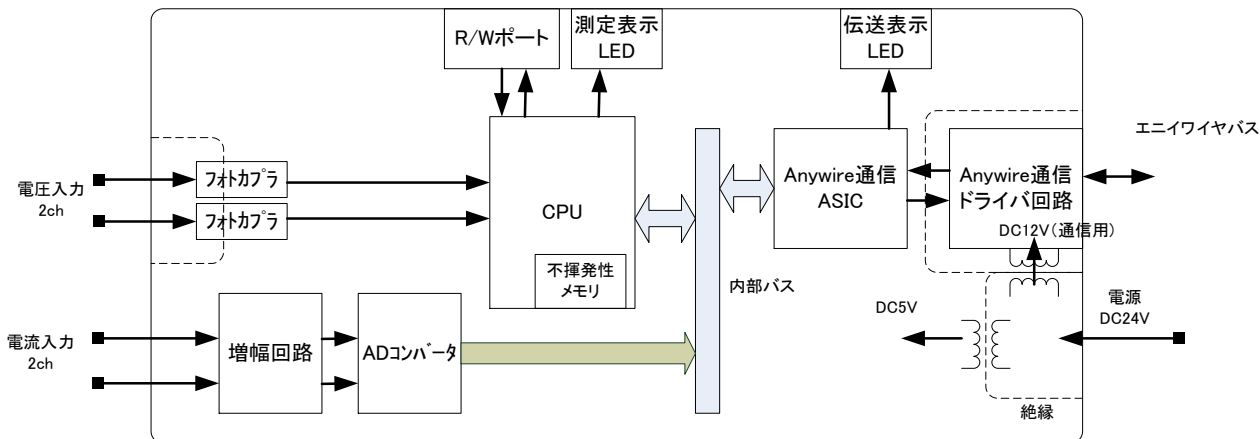 R/Wポート
測定表示
LED
伝送表示
LED
エニイワイヤバス
電圧入力
2ch
フォトカプラ
フォトカプラ
CPU
不揮発性
メモリ
Anywire通信
ASIC
Anywire通信
ドライバ回路
DC12V(通信用)
内部バス
DC5V
電源
DC24V
電流入力
2ch
増幅回路
ADコンバータ
絶縁